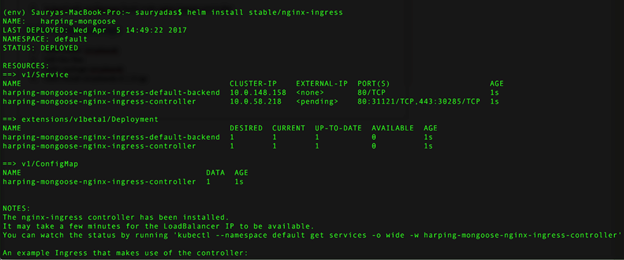 (env) Sauryas-MacBook-Pro:~ sauryadas$ helm install stable/nginx-ingress
NAME:   harping-mongoose
LAST DEPLOYED: Wed Apr  5 14:49:22 2017
NAMESPACE: default
STATUS: DEPLOYED
RESOURCES:
==> v1/Service
NAME CLUSTER-IP EXTERNAL-IP PORT(S) AGE
harping-mongoose-nginx-ingress-default-backend 10.0.148.158 <none> 80/TCP 1s
harping-mongoose-nginx-ingress-controller 10.0.58.218 <pending> 80:31121/TCP,443:30285/TCP 1s
==> extensions/v1beta1/Deployment
NAME DESIRED CURRENT UP-TO-DATE AVAILABLE AGE
harping-mongoose-nginx-ingress-default-backend 1 1 1 0 1s
harping-mongoose-nginx-ingress-controller 1 1 1 0 1s
==> v1/ConfigMap
NAME DATA AGE
harping-mongoose-nginx-ingress-controller 1 1s
NOTES:
The nginx-ingress controller has been installed.
It may take a few minutes for the LoadBalancer IP to be available.
You can watch the status by running 'kubectl --namespace default get services -o wide -w harping-mongoose-nginx-ingress-controller'
An example Ingress that makes use of the controller: